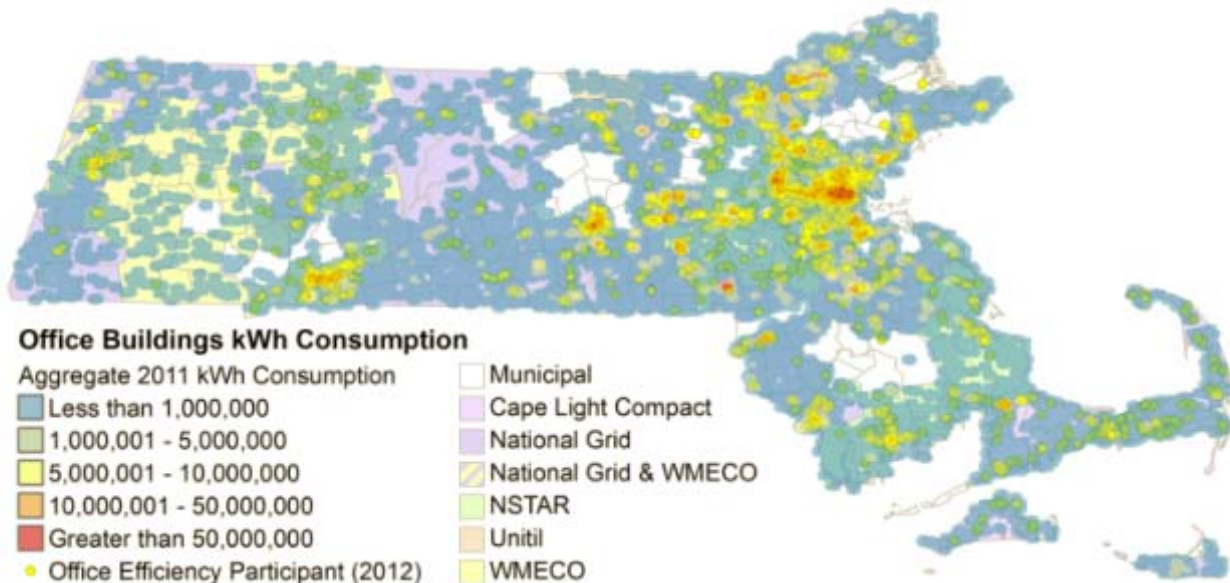 Office Buildings kWh Consumption
Aggregate 2011 kWh Consumption
Less than 1,000,000
1,000,001 - 5,000,000
5,000,001 - 10,000,000
10,000,001 - 50,000,000
Greater than 50,000,000
Office Efficiency Participant (2012)
Municipal
Cape Light Compact
National Grid
National Grid & WMECO
NSTAR
Unitil
WMECO